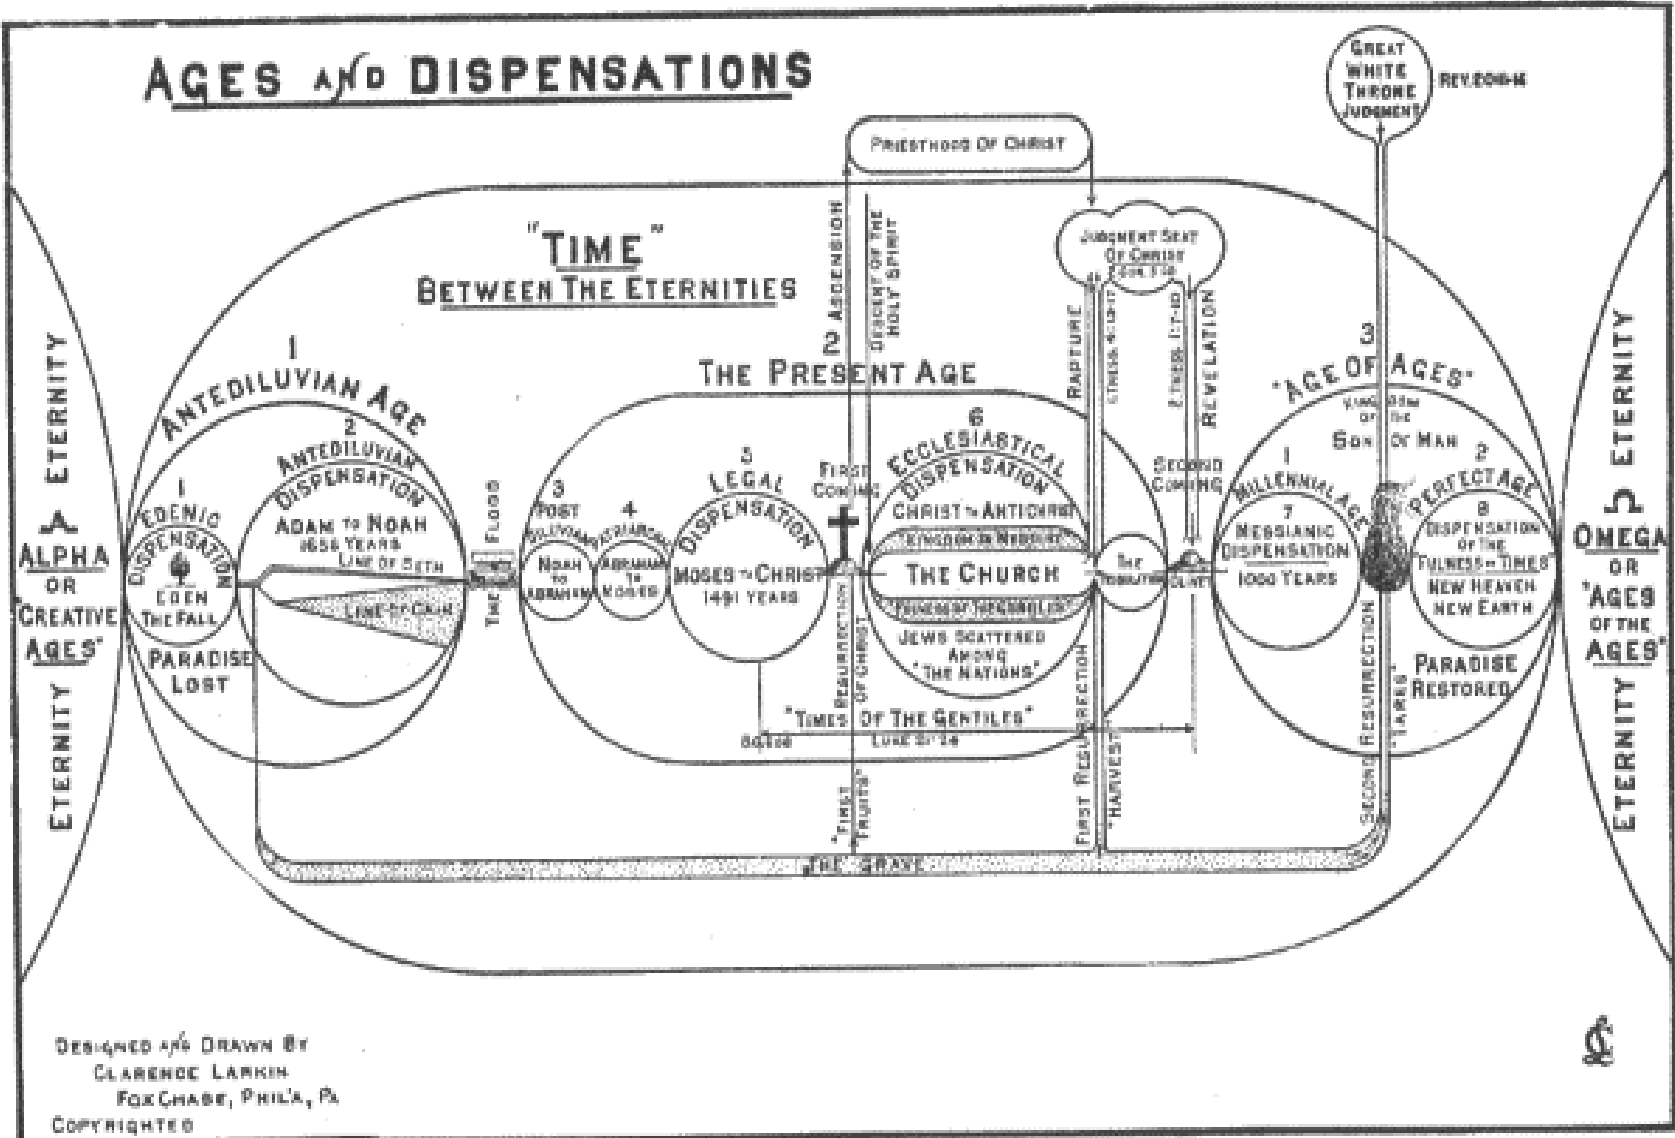 AGES AND DISPENSATIONS
GREAT
WHITE
THRONE
JUDGMENT
PRIESTHOOD OF CHRIST
"TIME"
BETWEEN THE ETERNITIES
2 ASCENSION
DESCENT OF THE
HOLY SPIRIT
JUDGMENT SEAT
OF CHRIST
RAPTURE
REVELATION
ETERNITY
ALPHA
OR
"CREATIVE
AGES"
ETERNITY
1
ANTEDILUVIAN AGE
1
EDENIC
DISPENSATION
EDEN
THE FALL
PARADISE
LOST
2
ANTEDILUVIAN
DISPENSATION
ADAM TO NOAH
1656 YEARS
LINE OF SETH
LINE OF CAIN
THE FLOOD
THE PRESENT AGE
3
POST
NOAH
TO
ABRAHAM
4
ABRAHAM
TO
MOSES
LEGAL
DISPENSATION
MOSES TO CHRIST
1491 YEARS
FIRST
COMING
6
ECCLESIASTICAL
DISPENSATION
CHRIST TO ANTICHRIST
THE CHURCH
JEWS SCATTERED
AMONG
"THE NATIONS"
THE
SECOND
COMING
"TIMES OF THE GENTILES"
RESURRECTION
OF CHRIST
"FIRST
FRUITS"
FIRST RESURRECTION
"HARVEST"
THE GRAVE
3
"AGE OF AGES"
KINGDOM
OF THE
SON OF MAN
1
MILLENNIAL AGE
7
MESSIANIC
DISPENSATION
1000 YEARS
2
PERFECT AGE
8
DISPENSATION
OF THE
FULNESS OF TIMES
NEW HEAVEN
NEW EARTH
PARADISE
RESTORED
SECOND RESURRECTION
"TARES"
ETERNITY
Ω
OMEGA
OR
"AGES
OF THE
AGES"
ETERNITY
DESIGNED AND DRAWN BY
CLARENCE LARKIN
FOX CHASE, PHIL'A, PA
COPYRIGHTED